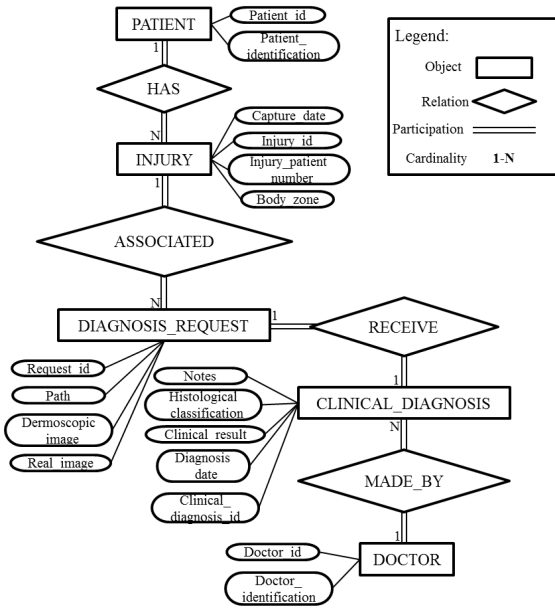 PATIENT
Patient_id
Patient_
identification
1
HAS
N
INJURY
Capture_date
Injury_id
Injury_patient
number
Body_zone
1
ASSOCIATED
N
DIAGNOSIS_REQUEST
1
RECEIVE
Request_id
Path
Dermoscopic
image
Real_image
1
CLINICAL_DIAGNOSIS
Notes
Histological
classification
Clinical_result
Diagnosis
date
Clinical_
diagnosis_id
N
MADE_BY
1
DOCTOR
Doctor_id
Doctor_
identification
Legend:
Object
Relation
Participation
Cardinality 1-N